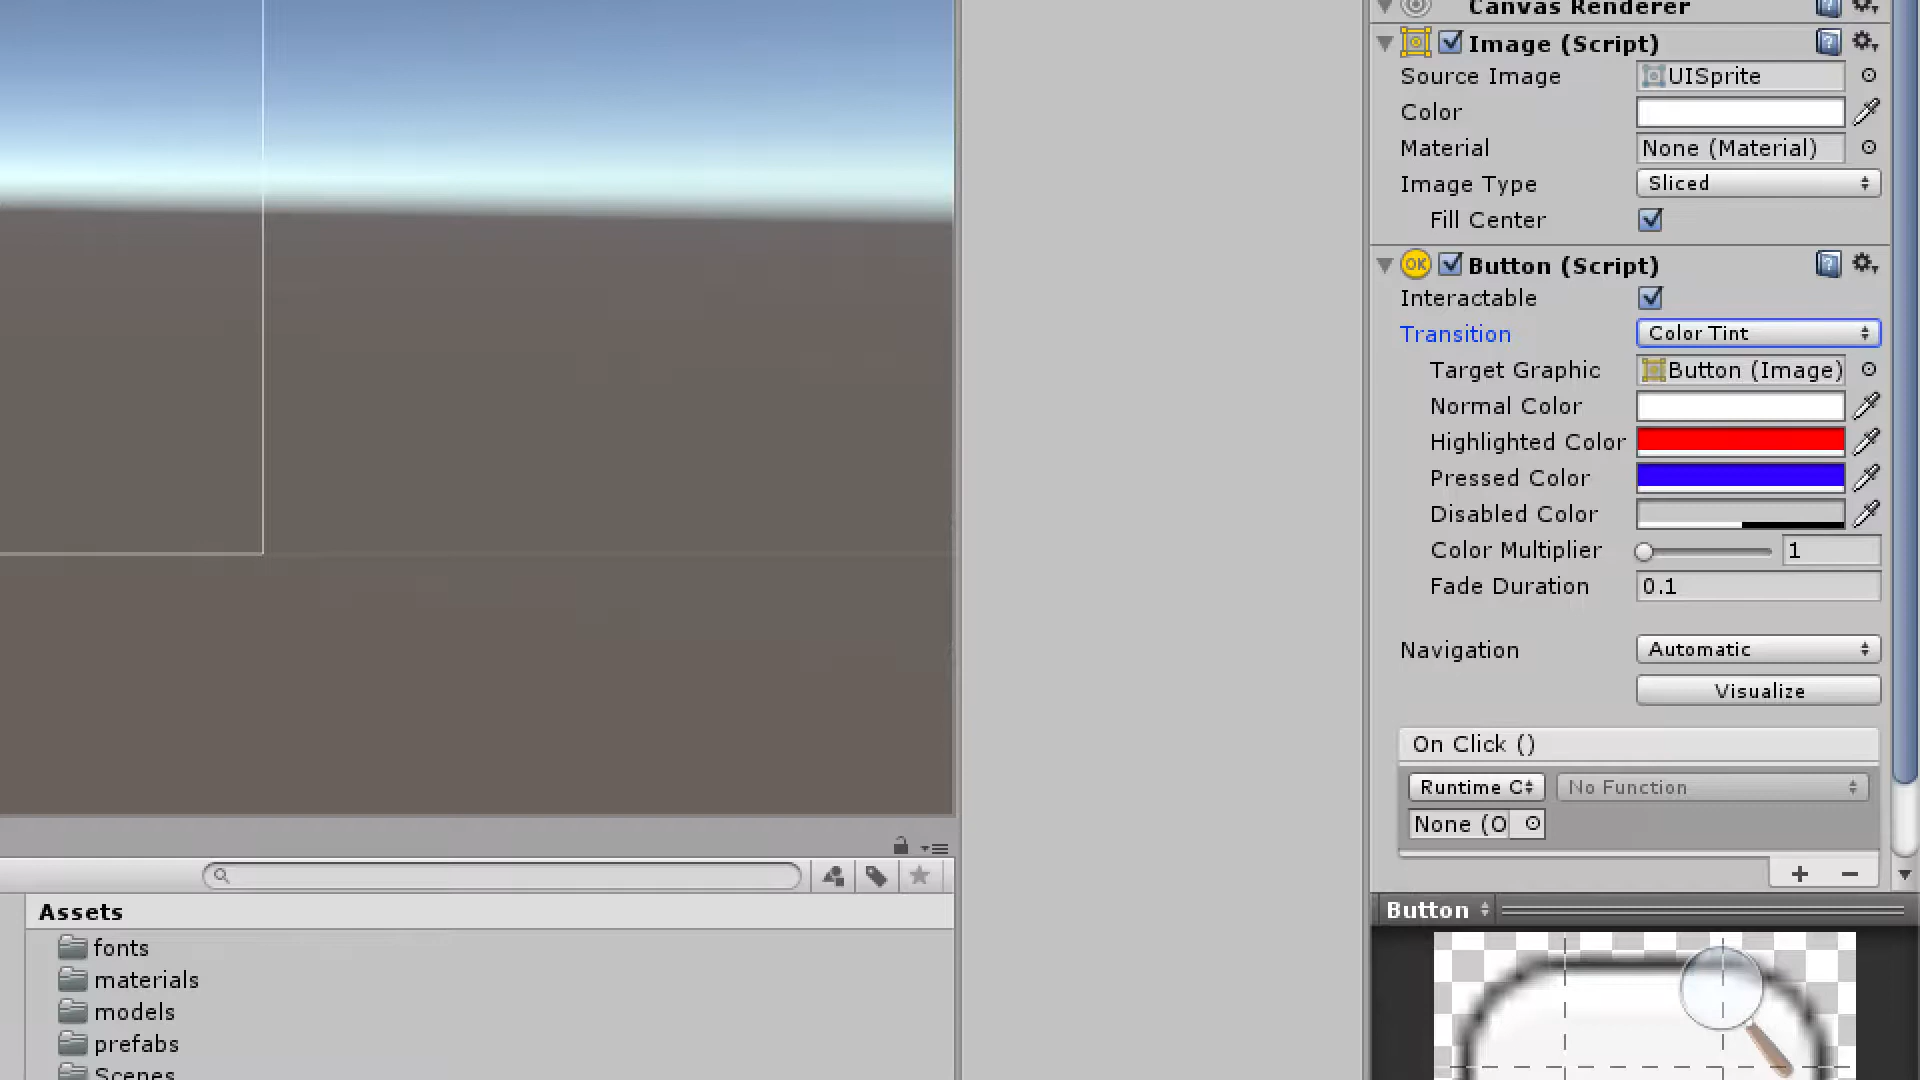 Canvas Renderer
Image (Script)
Source Image UISprite
Color
Material None (Material)
Image Type Sliced
Fill Center
OK Button (Script)
Interactable
Transition Color Tint
Target Graphic Button (Image)
Normal Color
Highlighted Color
Pressed Color
Disabled Color
Color Multiplier 1
Fade Duration 0.1
Navigation Automatic
Visualize
On Click ()
Runtime C No Function
None (O
Button
Assets
fonts
materials
models
prefabs
Scenes